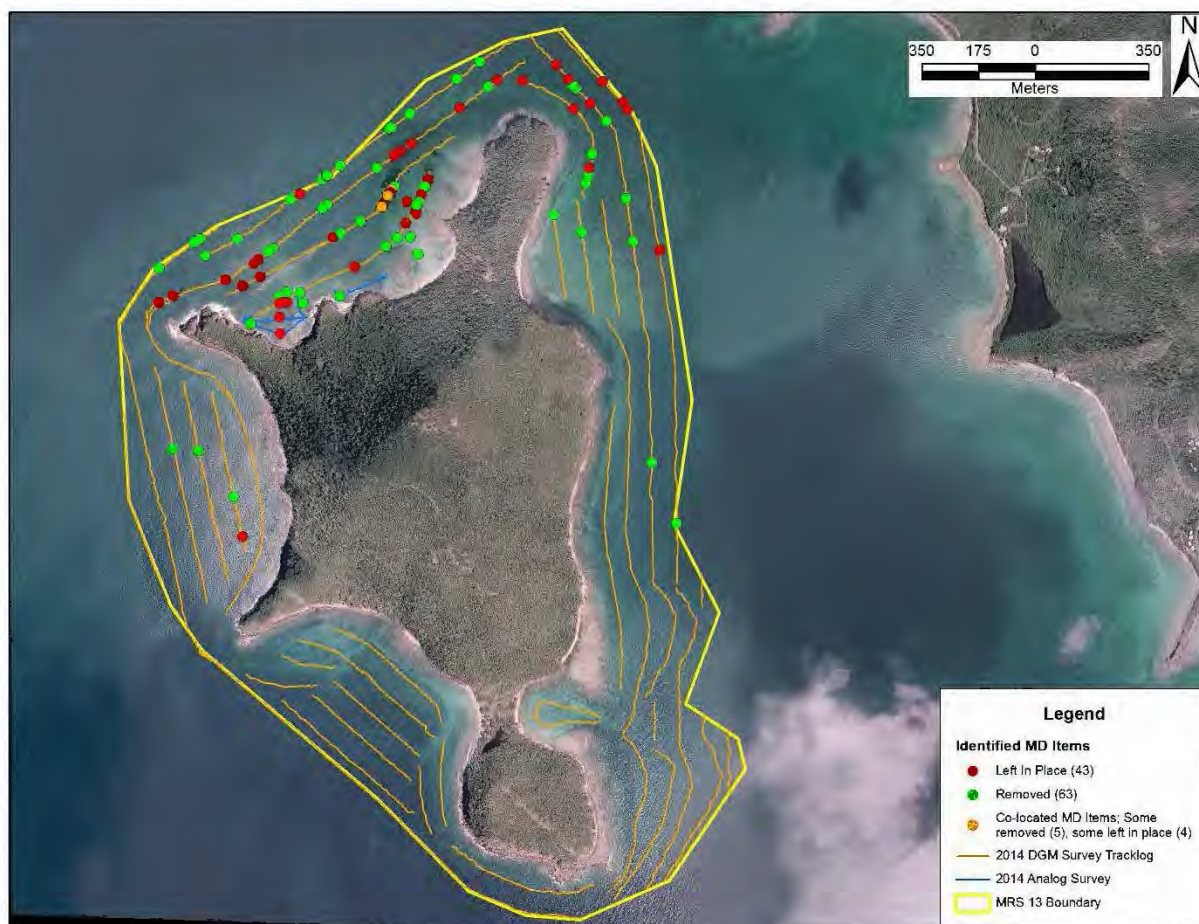 N
350 175 0 350
Meters
Legend
Identified MD Items
Left In Place (43)
Removed (63)
Co-located MD Items; Some
removed (5), some left in place (4)
2014 DGM Survey Tracklog
2014 Analog Survey
MRS 13 Boundary